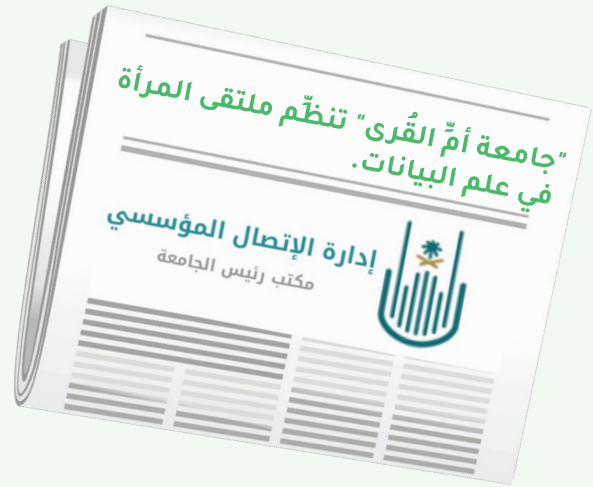 "جامعة أمِّ القُرى" تنظِّم ملتقى المرأة
في علم البيانات.
إدارة الإتصال المؤسسي
مكتب رئيس الجامعة